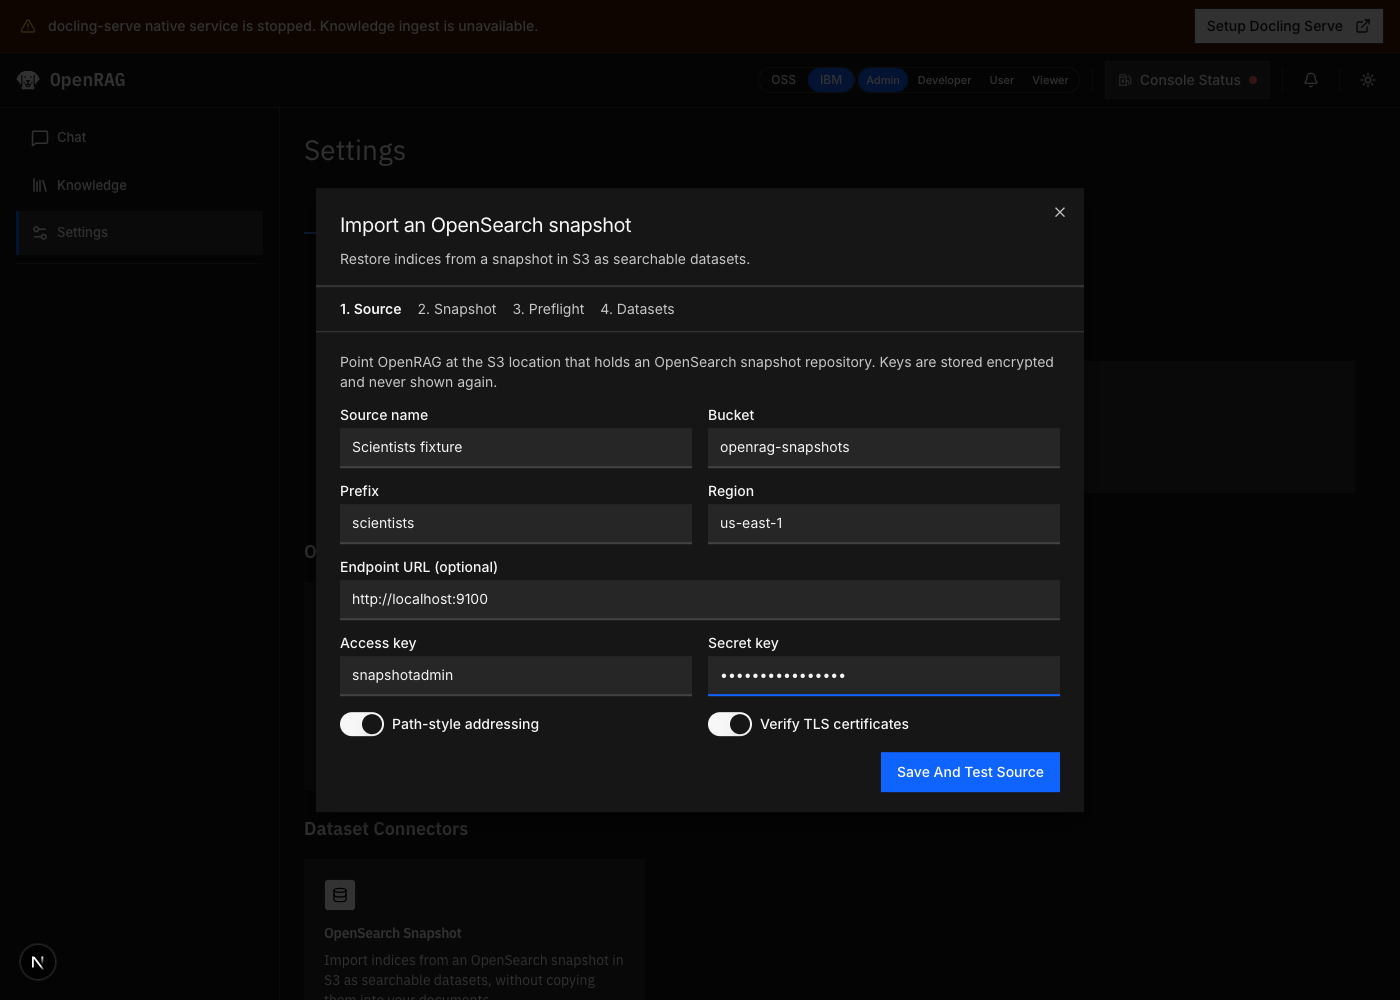 docling-serve native service is stopped. Knowledge ingest is unavailable.
Setup Docling Serve
OpenRAG
OSS IBM Admin Developer User Viewer
Console Status
Chat
Knowledge
Settings
Settings
Import an OpenSearch snapshot
Restore indices from a snapshot in S3 as searchable datasets.
1. Source 2. Snapshot 3. Preflight 4. Datasets
Point OpenRAG at the S3 location that holds an OpenSearch snapshot repository. Keys are stored encrypted
and never shown again.
Source name
Scientists fixture
Bucket
openrag-snapshots
Prefix
scientists
Region
us-east-1
Endpoint URL (optional)
http://localhost:9100
Access key
snapshotadmin
Secret key
••••••••••••••••
Path-style addressing
Verify TLS certificates
Save And Test Source
Dataset Connectors
OpenSearch Snapshot
Import indices from an OpenSearch snapshot in
S3 as searchable datasets, without copying
them into your documents
N